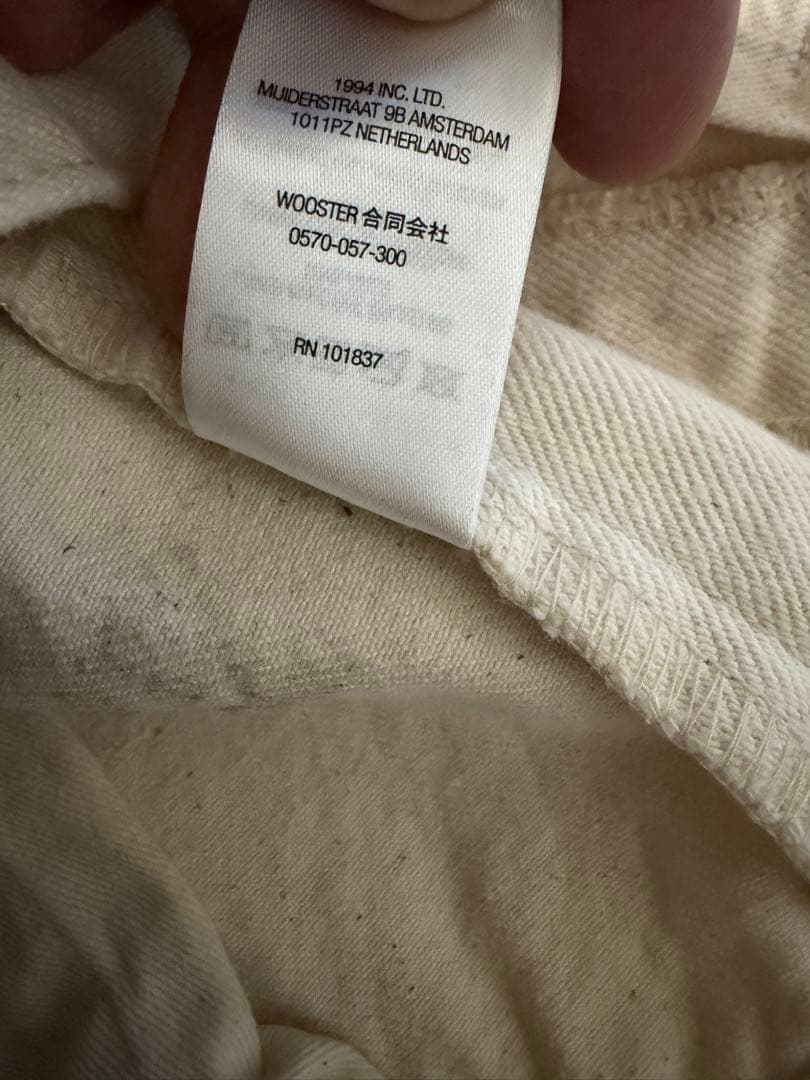 1994 INC. LTD.
MUIDERSTRAAT 9B AMSTERDAM
1011PZ NETHERLANDS
WOOSTER 合同会社
0570-057-300
RN 101837